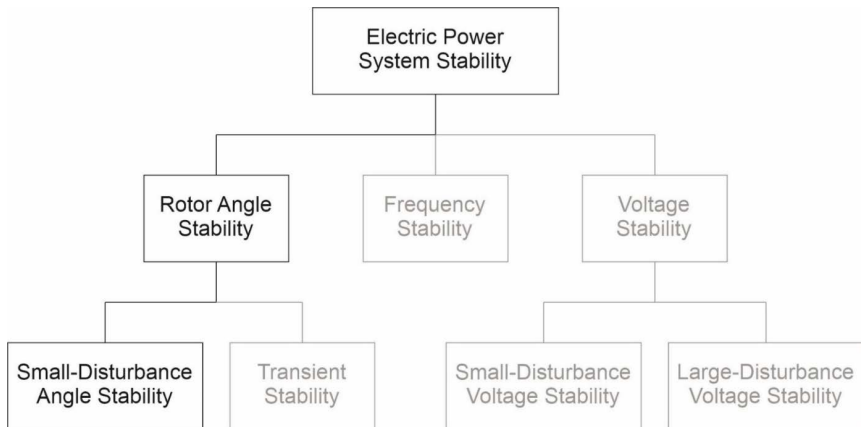 Electric Power
System Stability
Rotor Angle
Stability
Frequency
Stability
Voltage
Stability
Small-Disturbance
Angle Stability
Transient
Stability
Small-Disturbance
Voltage Stability
Large-Disturbance
Voltage Stability